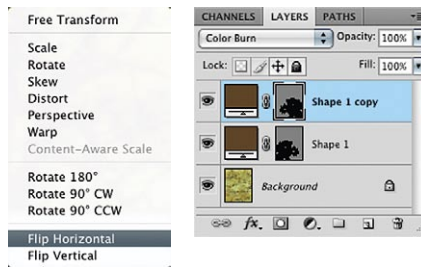 Free Transform
Scale
Rotate
Skew
Distort
Perspective
Warp
Content-Aware Scale
Rotate 180°
Rotate 90° CW
Rotate 90° CCW
Flip Horizontal
Flip Vertical
CHANNELS LAYERS PATHS
Color Burn Opacity: 100%
Lock: Fill: 100%
Shape 1 copy
Shape 1
Background
fx.